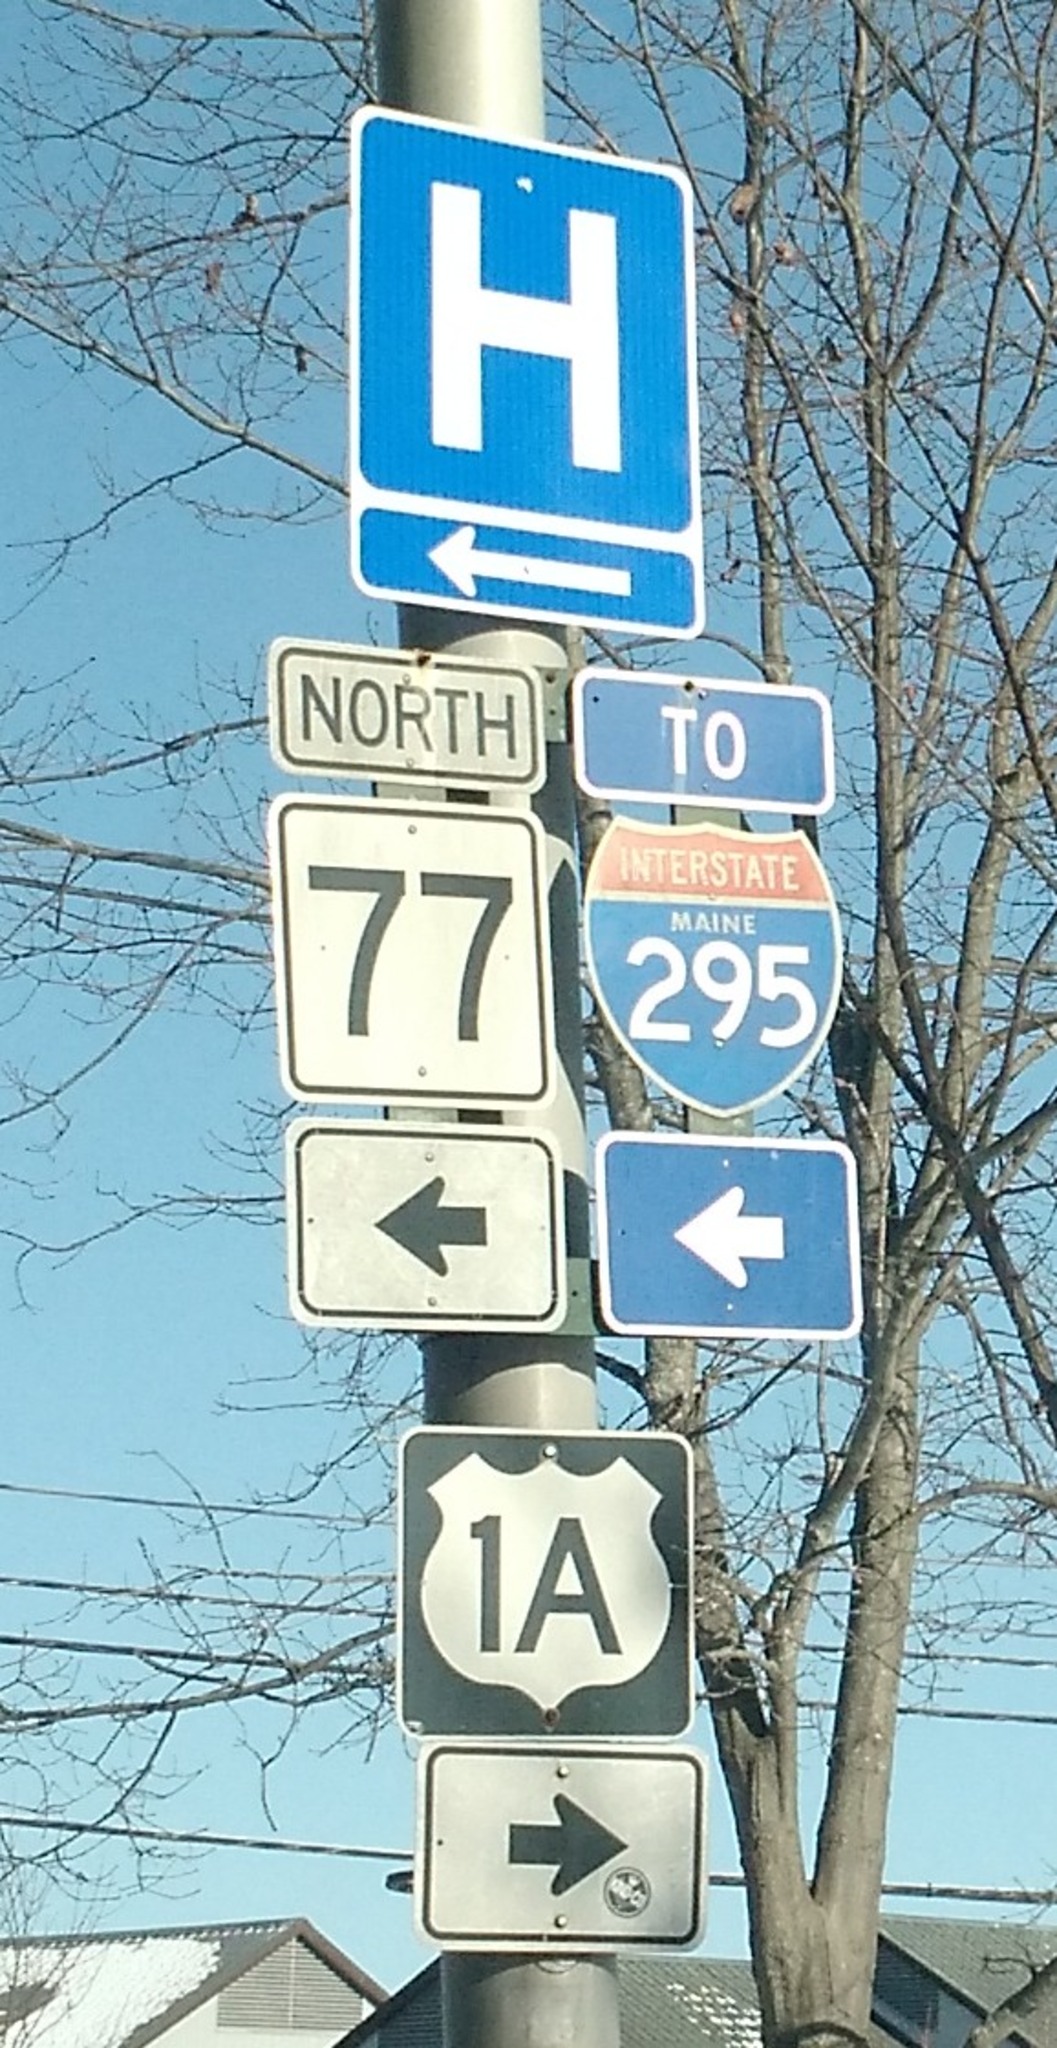 H
NORTH
TO
77
INTERSTATE
MAINE
295
1A